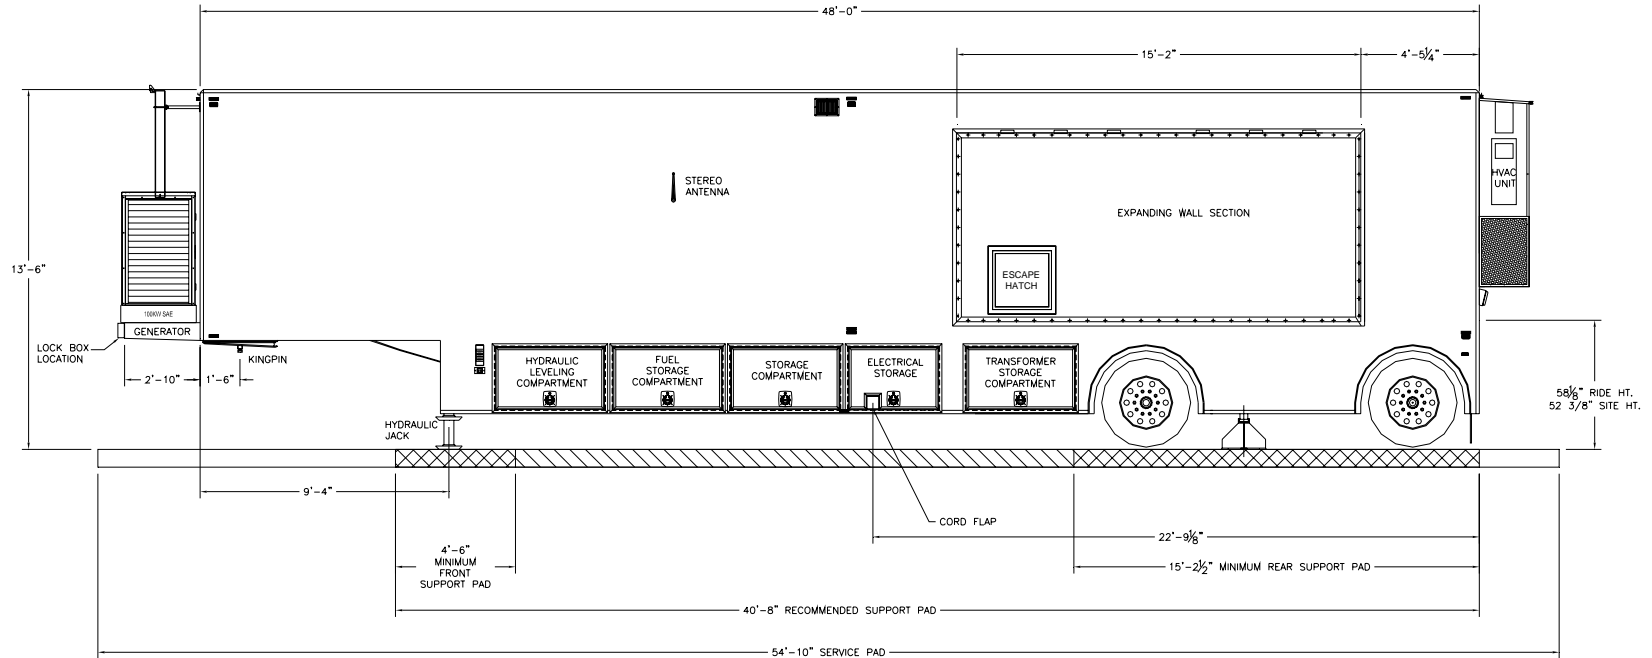 48'-0"
15'-2"
4'-5¼"
STEREO
ANTENNA
HVAC
UNIT
EXPANDING WALL SECTION
13'-6"
ESCAPE
HATCH
100KW SAE
GENERATOR
LOCK BOX
LOCATION
KINGPIN
2'-10"
1'-6"
HYDRAULIC
LEVELING
COMPARTMENT
FUEL
STORAGE
COMPARTMENT
STORAGE
COMPARTMENT
ELECTRICAL
STORAGE
TRANSFORMER
STORAGE
COMPARTMENT
58⅛" RIDE HT.
52 3/8" SITE HT.
HYDRAULIC
JACK
9'-4"
CORD FLAP
22'-9⅛"
4'-6"
MINIMUM
FRONT
SUPPORT PAD
15'-2½" MINIMUM REAR SUPPORT PAD
40'-8" RECOMMENDED SUPPORT PAD
54'-10" SERVICE PAD